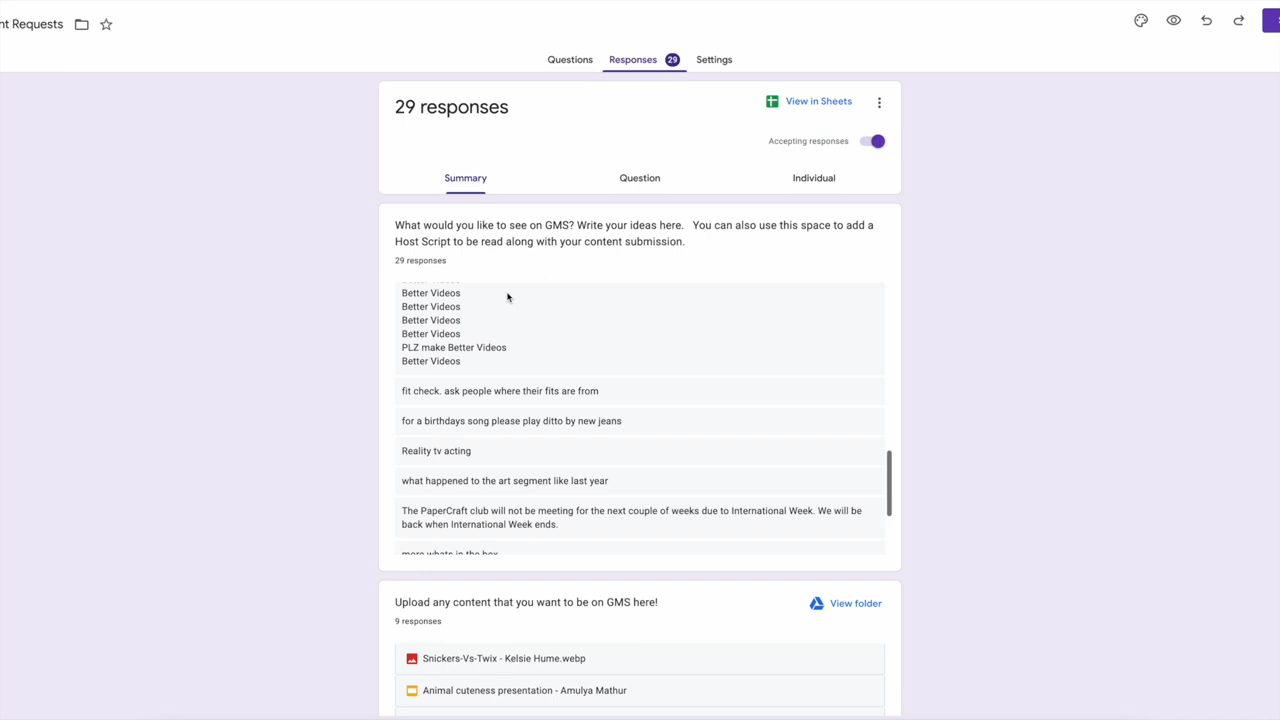 nt Requests
Questions
Responses 29
Settings
29 responses
View in Sheets
Accepting responses
Summary
Question
Individual
What would you like to see on GMS? Write your ideas here.   You can also use this space to add a
Host Script to be read along with your content submission.
29 responses
Better Videos
Better Videos
Better Videos
Better Videos
Better Videos
PLZ make Better Videos
Better Videos
fit check. ask people where their fits are from
for a birthdays song please play ditto by new jeans
Reality tv acting
what happened to the art segment like last year
The PaperCraft club will not be meeting for the next couple of weeks due to International Week. We will be
back when International Week ends.
more whats in the box
Upload any content that you want to be on GMS here!
View folder
9 responses
Snickers-Vs-Twix - Kelsie Hume.webp
Animal cuteness presentation - Amulya Mathur